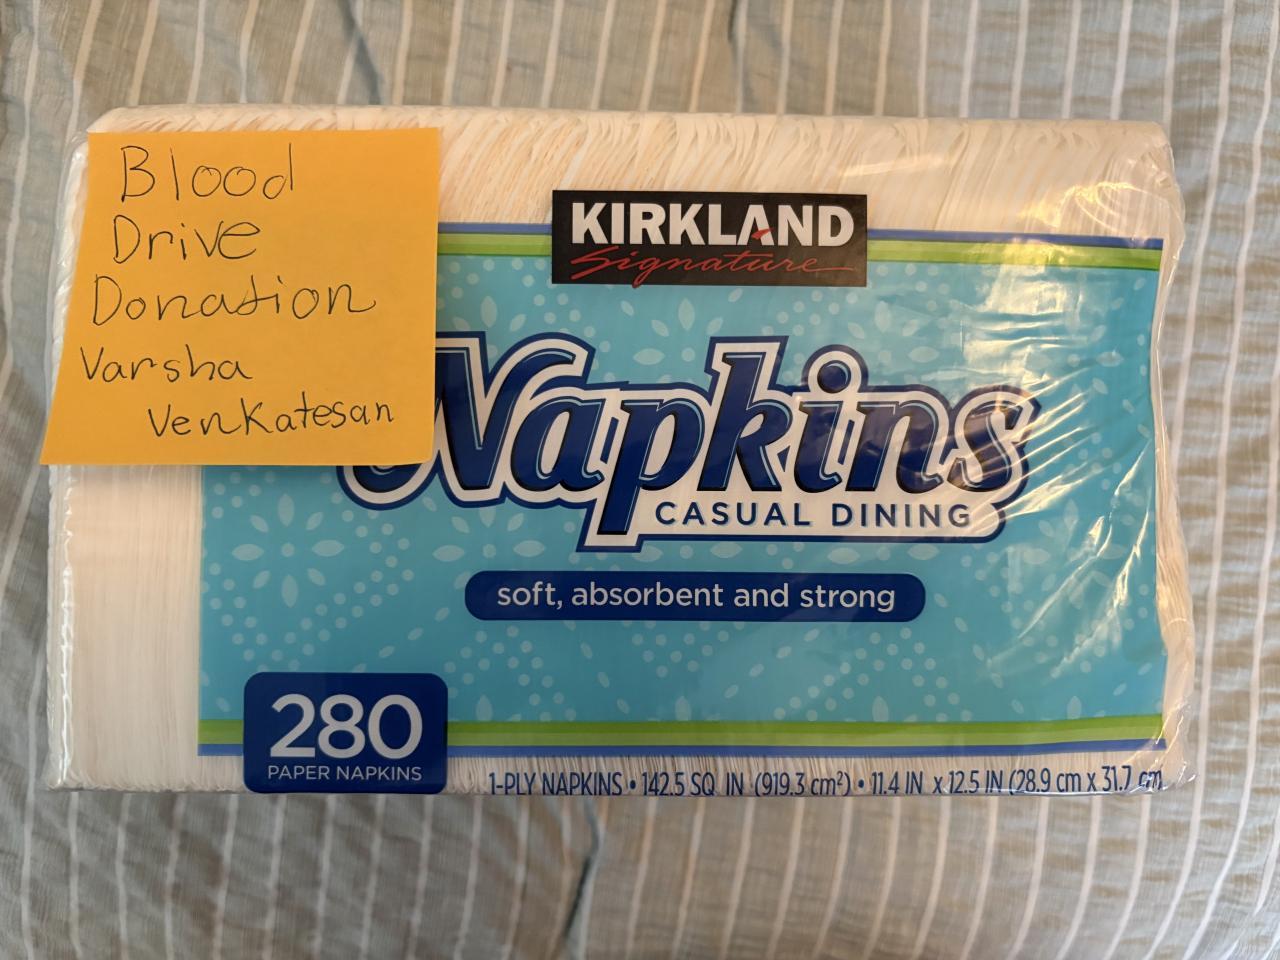 Blood
Drive
Donation
Varsha
Venkatesan
KIRKLAND
Signature
Napkins
CASUAL DINING
soft, absorbent and strong
280
PAPER NAPKINS
1-PLY NAPKINS • 142.5 SQ IN (919.3 cm²) • 11.4 IN x 12.5 IN (28.9 cm x 31.7 cm